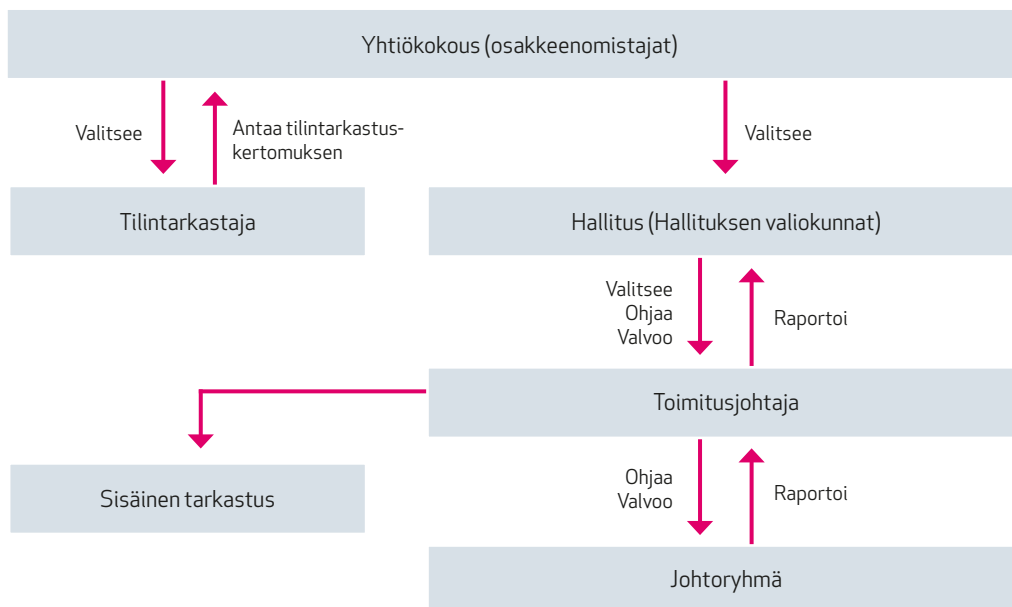 Yhtiökokous (osakkeenomistajat)
Valitsee
Antaa tilintarkastus-
kertomuksen
Valitsee
Tilintarkastaja
Hallitus (Hallituksen valiokunnat)
Valitsee
Ohjaa
Valvoo
Raportoi
Toimitusjohtaja
Sisäinen tarkastus
Ohjaa
Valvoo
Raportoi
Johtoryhmä